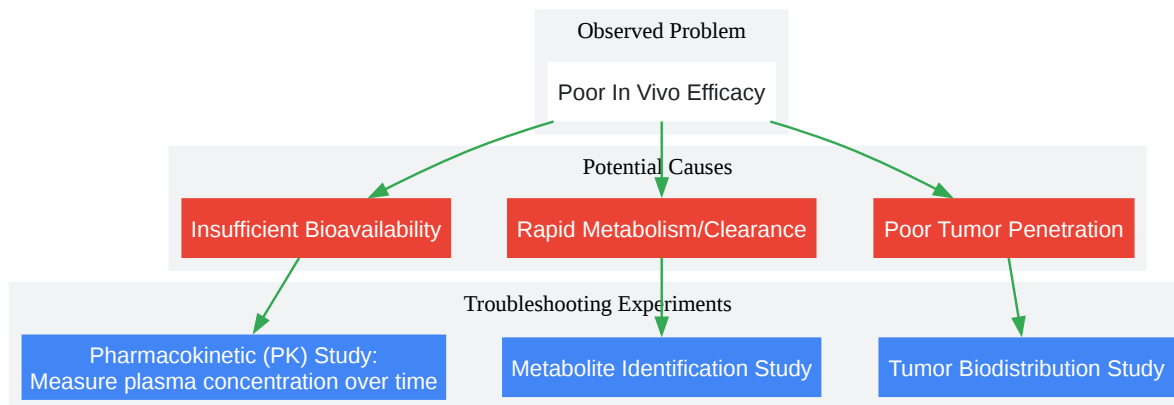 Observed Problem
Poor In Vivo Efficacy
Potential Causes
Insufficient Bioavailability
Rapid Metabolism/Clearance
Poor Tumor Penetration
Troubleshooting Experiments
Pharmacokinetic (PK) Study:
Measure plasma concentration over time
Metabolite Identification Study
Tumor Biodistribution Study